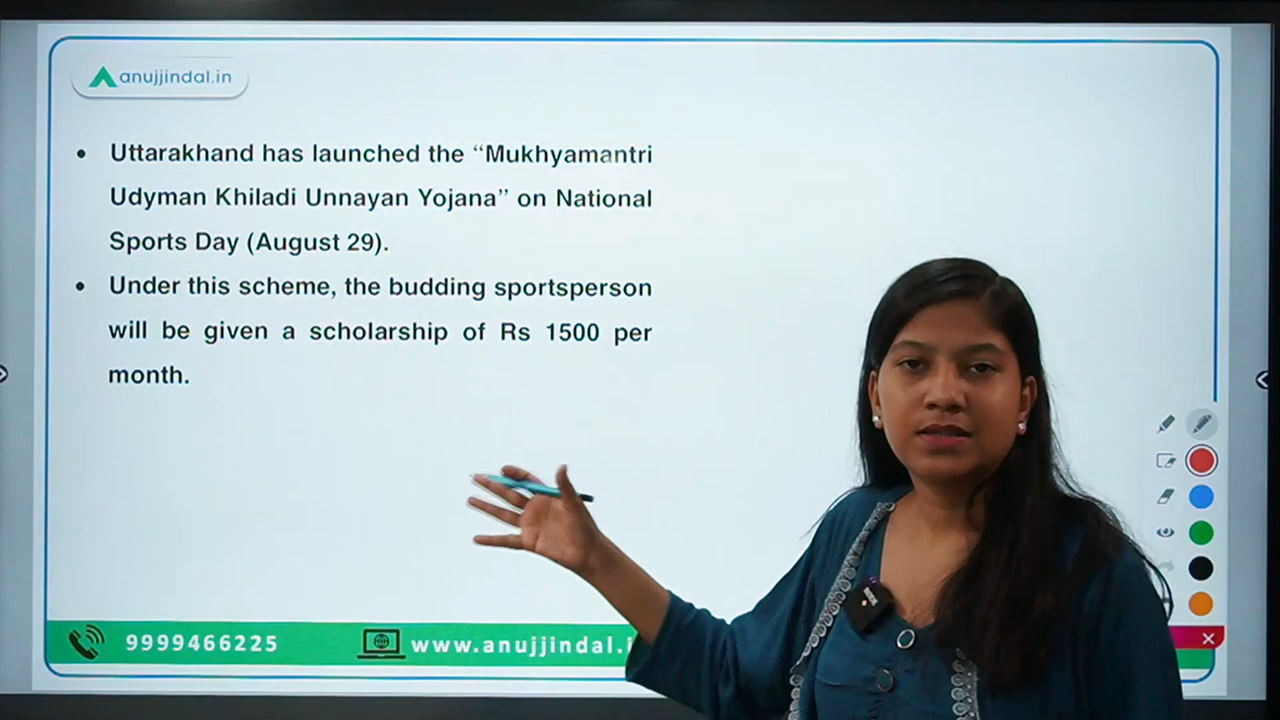 anujjindal.in
Uttarakhand has launched the “Mukhyamantri
Udyman Khiladi Unnayan Yojana” on National
Sports Day (August 29).
Under this scheme, the budding sportsperson
will be given a scholarship of Rs 1500 per
month.
9999466225
www.anujjindal.i